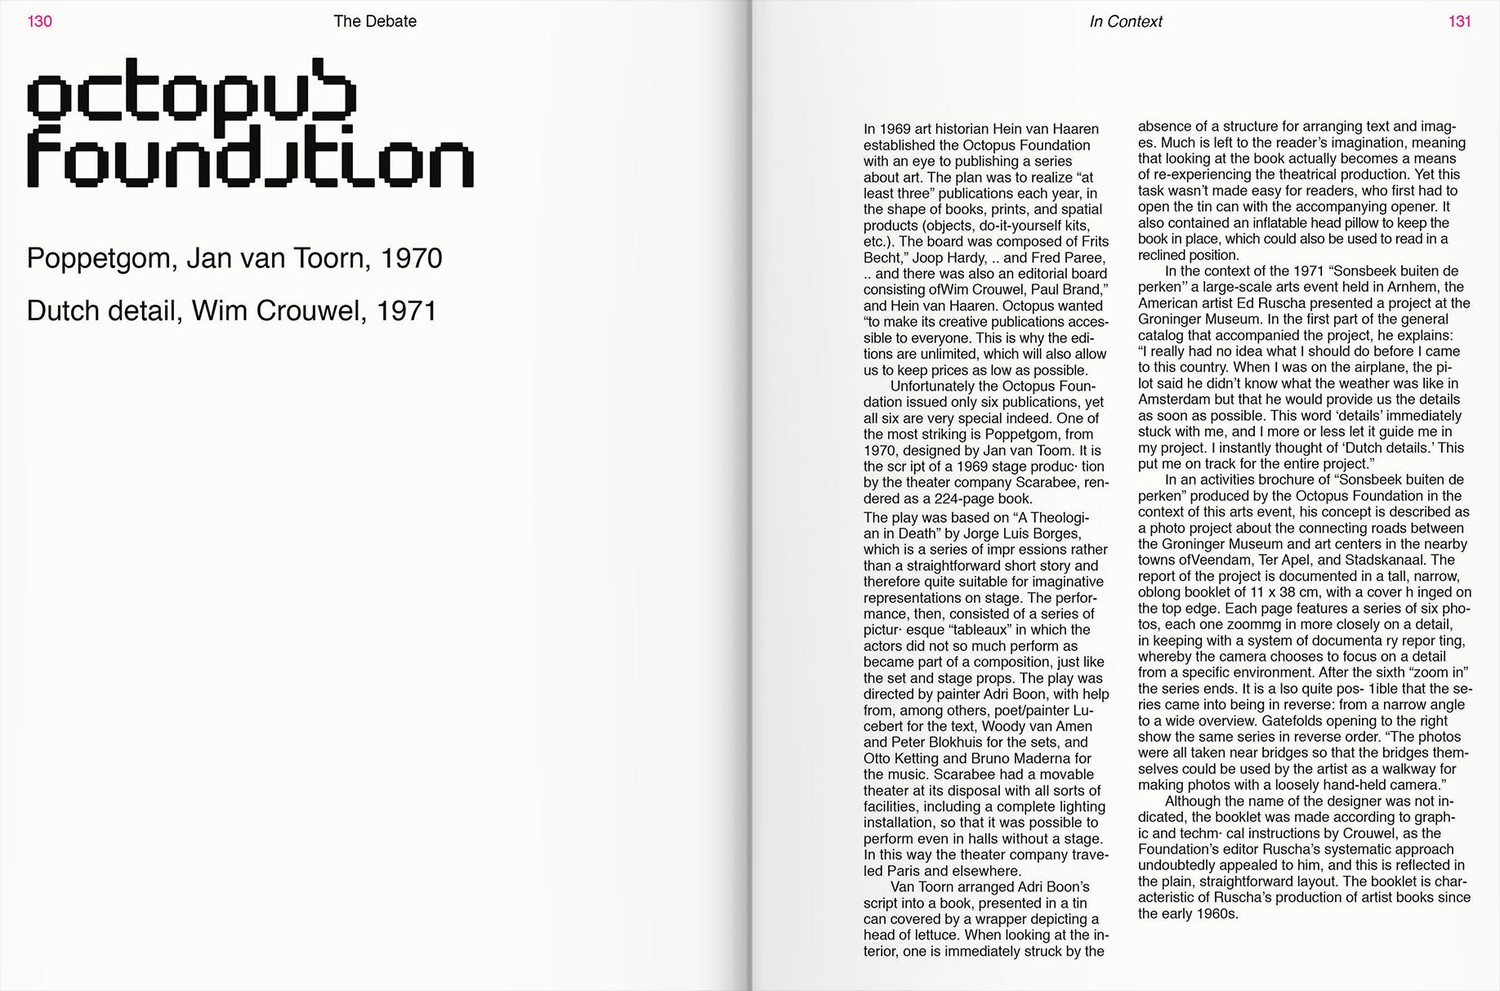 130
The Debate
octopus
foundation
Poppetgom, Jan van Toorn, 1970
Dutch detail, Wim Crouwel, 1971
In Context
131
In 1969 art historian Hein van Haaren
established the Octopus Foundation
with an eye to publishing a series
about art. The plan was to realize “at
least three” publications each year, in
the shape of books, prints, and spatial
products (objects, do-it-yourself kits,
etc.). The board was composed of Frits
Becht,” Joop Hardy, .. and Fred Paree,
.. and there was also an editorial board
consisting ofWim Crouwel, Paul Brand,”
and Hein van Haaren. Octopus wanted
“to make its creative publications acces-
sible to everyone. This is why the edi-
tions are unlimited, which will also allow
us to keep prices as low as possible.
Unfortunately the Octopus Foun-
dation issued only six publications, yet
all six are very special indeed. One of
the most striking is Poppetgom, from
1970, designed by Jan van Toom. It is
the scr ipt of a 1969 stage produc· tion
by the theater company Scarabee, ren-
dered as a 224-page book.
The play was based on “A Theologi-
an in Death” by Jorge Luis Borges,
which is a series of impr essions rather
than a straightforward short story and
therefore quite suitable for imaginative
representations on stage. The perfor-
mance, then, consisted of a series of
pictur· esque “tableaux” in which the
actors did not so much perform as
became part of a composition, just like
the set and stage props. The play was
directed by painter Adri Boon, with help
from, among others, poet/painter Lu-
cebert for the text, Woody van Amen
and Peter Blokhuis for the sets, and
Otto Ketting and Bruno Maderna for
the music. Scarabee had a movable
theater at its disposal with all sorts of
facilities, including a complete lighting
installation, so that it was possible to
perform even in halls without a stage.
In this way the theater company trave-
led Paris and elsewhere.
Van Toorn arranged Adri Boon’s
script into a book, presented in a tin
can covered by a wrapper depicting a
head of lettuce. When looking at the in-
terior, one is immediately struck by the
absence of a structure for arranging text and imag-
es. Much is left to the reader’s imagination, meaning
that looking at the book actually becomes a means
of re-experiencing the theatrical production. Yet this
task wasn’t made easy for readers, who first had to
open the tin can with the accompanying opener. It
also contained an inflatable head pillow to keep the
book in place, which could also be used to read in a
reclined position.
In the context of the 1971 “Sonsbeek buiten de
perken” a large-scale arts event held in Arnhem, the
American artist Ed Ruscha presented a project at the
Groninger Museum. In the first part of the general
catalog that accompanied the project, he explains:
“I really had no idea what I should do before I came
to this country. When I was on the airplane, the pi-
lot said he didn’t know what the weather was like in
Amsterdam but that he would provide us the details
as soon as possible. This word ‘details’ immediately
stuck with me, and I more or less let it guide me in
my project. I instantly thought of ‘Dutch details.’ This
put me on track for the entire project.”
In an activities brochure of “Sonsbeek buiten de
perken” produced by the Octopus Foundation in the
context of this arts event, his concept is described as
a photo project about the connecting roads between
the Groninger Museum and art centers in the nearby
towns ofVeendam, Ter Apel, and Stadskanaal. The
report of the project is documented in a tall, narrow,
oblong booklet of 11 x 38 cm, with a cover h inged on
the top edge. Each page features a series of six pho-
tos, each one zoommg in more closely on a detail,
in keeping with a system of documenta ry repor ting,
whereby the camera chooses to focus on a detail
from a specific environment. After the sixth “zoom in”
the series ends. It is a lso quite pos- 1ible that the se-
ries came into being in reverse: from a narrow angle
to a wide overview. Gatefolds opening to the right
show the same series in reverse order. “The photos
were all taken near bridges so that the bridges them-
selves could be used by the artist as a walkway for
making photos with a loosely hand-held camera.”
Although the name of the designer was not in-
dicated, the booklet was made according to graph-
ic and techm· cal instructions by Crouwel, as the
Foundation’s editor Ruscha’s systematic approach
undoubtedly appealed to him, and this is reflected in
the plain, straightforward layout. The booklet is char-
acteristic of Ruscha’s production of artist books since
the early 1960s.